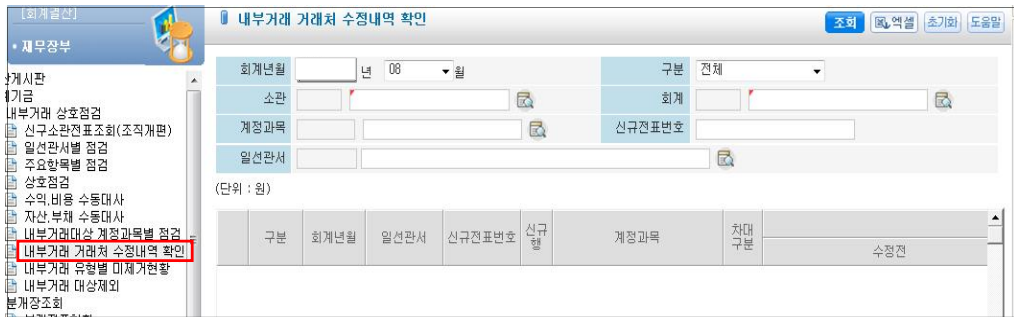 [회계결산]
• 재무장부
내부거래 거래처 수정내역 확인
조회 엑셀 초기화 도움말
회계년월 년 08 월 구분 전체
소관 회계
계정과목 신규전표번호
일선관서
(단위 : 원)
구분 회계년월 일선관서 신규전표번호 신규행 계정과목 차대구분 수정전
게시판
기금
내부거래 상호점검
신구소관전표조회(조직개편)
일선관서별 점검
주요항목별 점검
상호점검
수익,비용 수동대사
자산,부채 수동대사
내부거래대상 계정과목별 점검
내부거래 거래처 수정내역 확인
내부거래 유형별 미제거현황
내부거래 대상제외
분개장조회